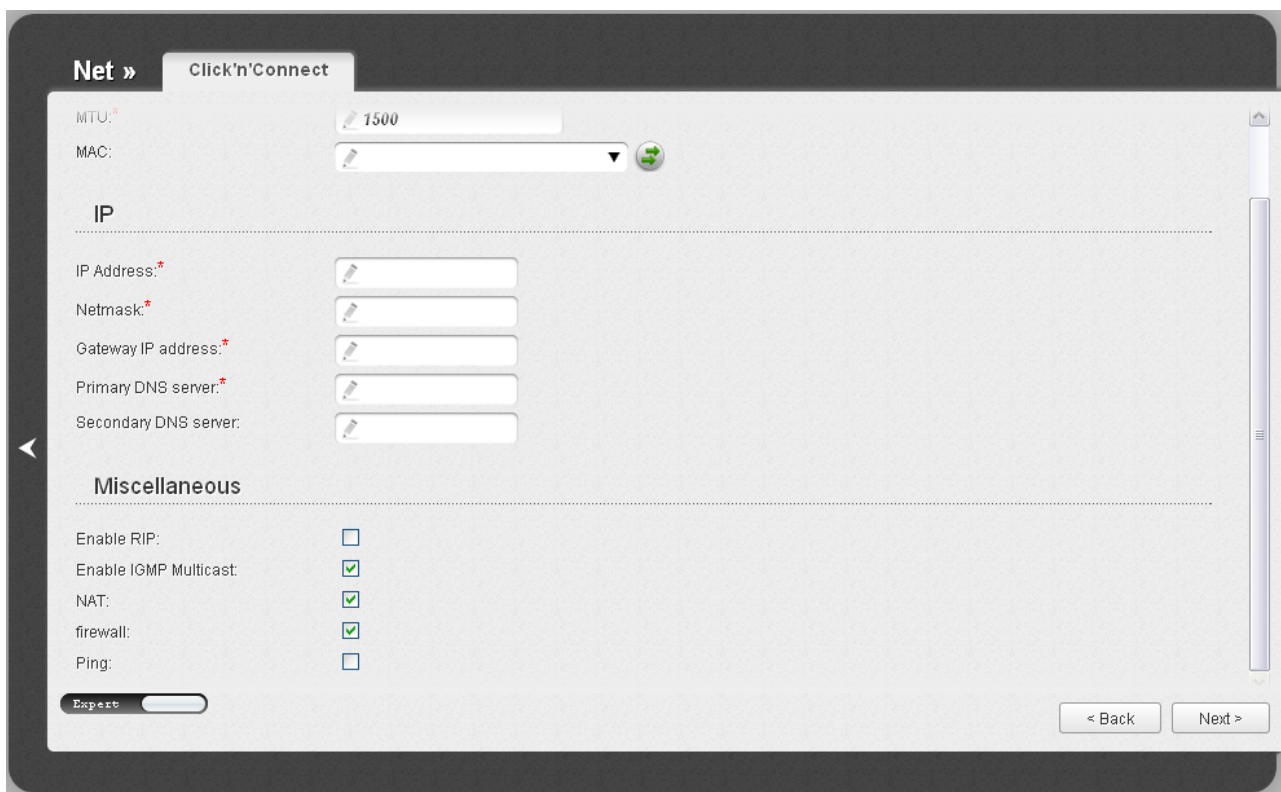 Net »
Click'n'Connect
MTU:* 1500
MAC:
IP
IP Address:*
Netmask:*
Gateway IP address:*
Primary DNS server:*
Secondary DNS server:
Miscellaneous
Enable RIP:
Enable IGMP Multicast:
NAT:
firewall:
Ping:
Expert
< Back Next >